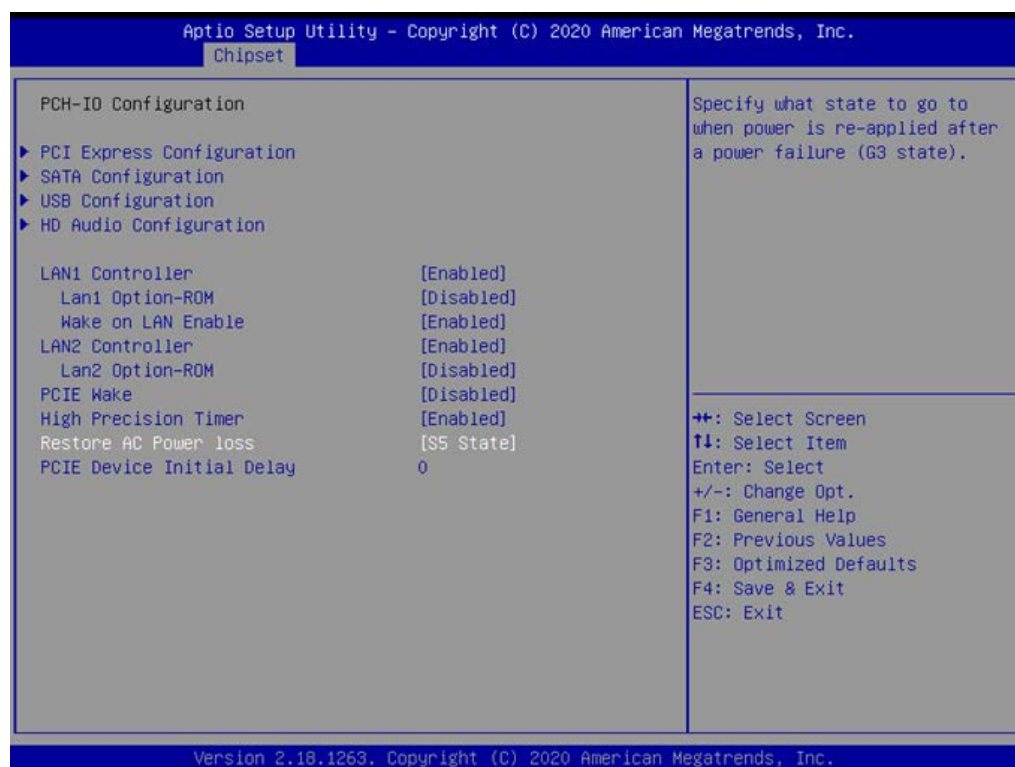 Aptio Setup Utility – Copyright (C) 2020 American Megatrends, Inc.
Chipset
PCH-IO Configuration
PCI Express Configuration
SATA Configuration
USB Configuration
HD Audio Configuration
LAN1 Controller [Enabled]
Lan1 Option-ROM [Disabled]
Wake on LAN Enable [Enabled]
LAN2 Controller [Enabled]
Lan2 Option-ROM [Disabled]
PCIE Wake [Disabled]
High Precision Timer [Enabled]
Restore AC Power loss [S5 State]
PCIE Device Initial Delay 0
Specify what state to go to
when power is re-applied after
a power failure (G3 state).
→←: Select Screen
↑↓: Select Item
Enter: Select
+/-: Change Opt.
F1: General Help
F2: Previous Values
F3: Optimized Defaults
F4: Save & Exit
ESC: Exit
Version 2.18.1263. Copyright (C) 2020 American Megatrends, Inc.